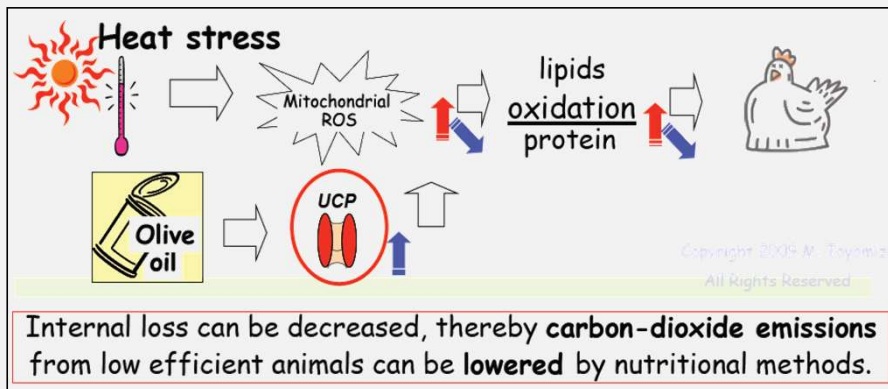 Heat stress
Mitochondrial
ROS
lipids
oxidation
protein
Olive
oil
UCP
Copyright 2009 M. Toyomiz
All Rights Reserved
Internal loss can be decreased, thereby carbon-dioxide emissions
from low efficient animals can be lowered by nutritional methods.